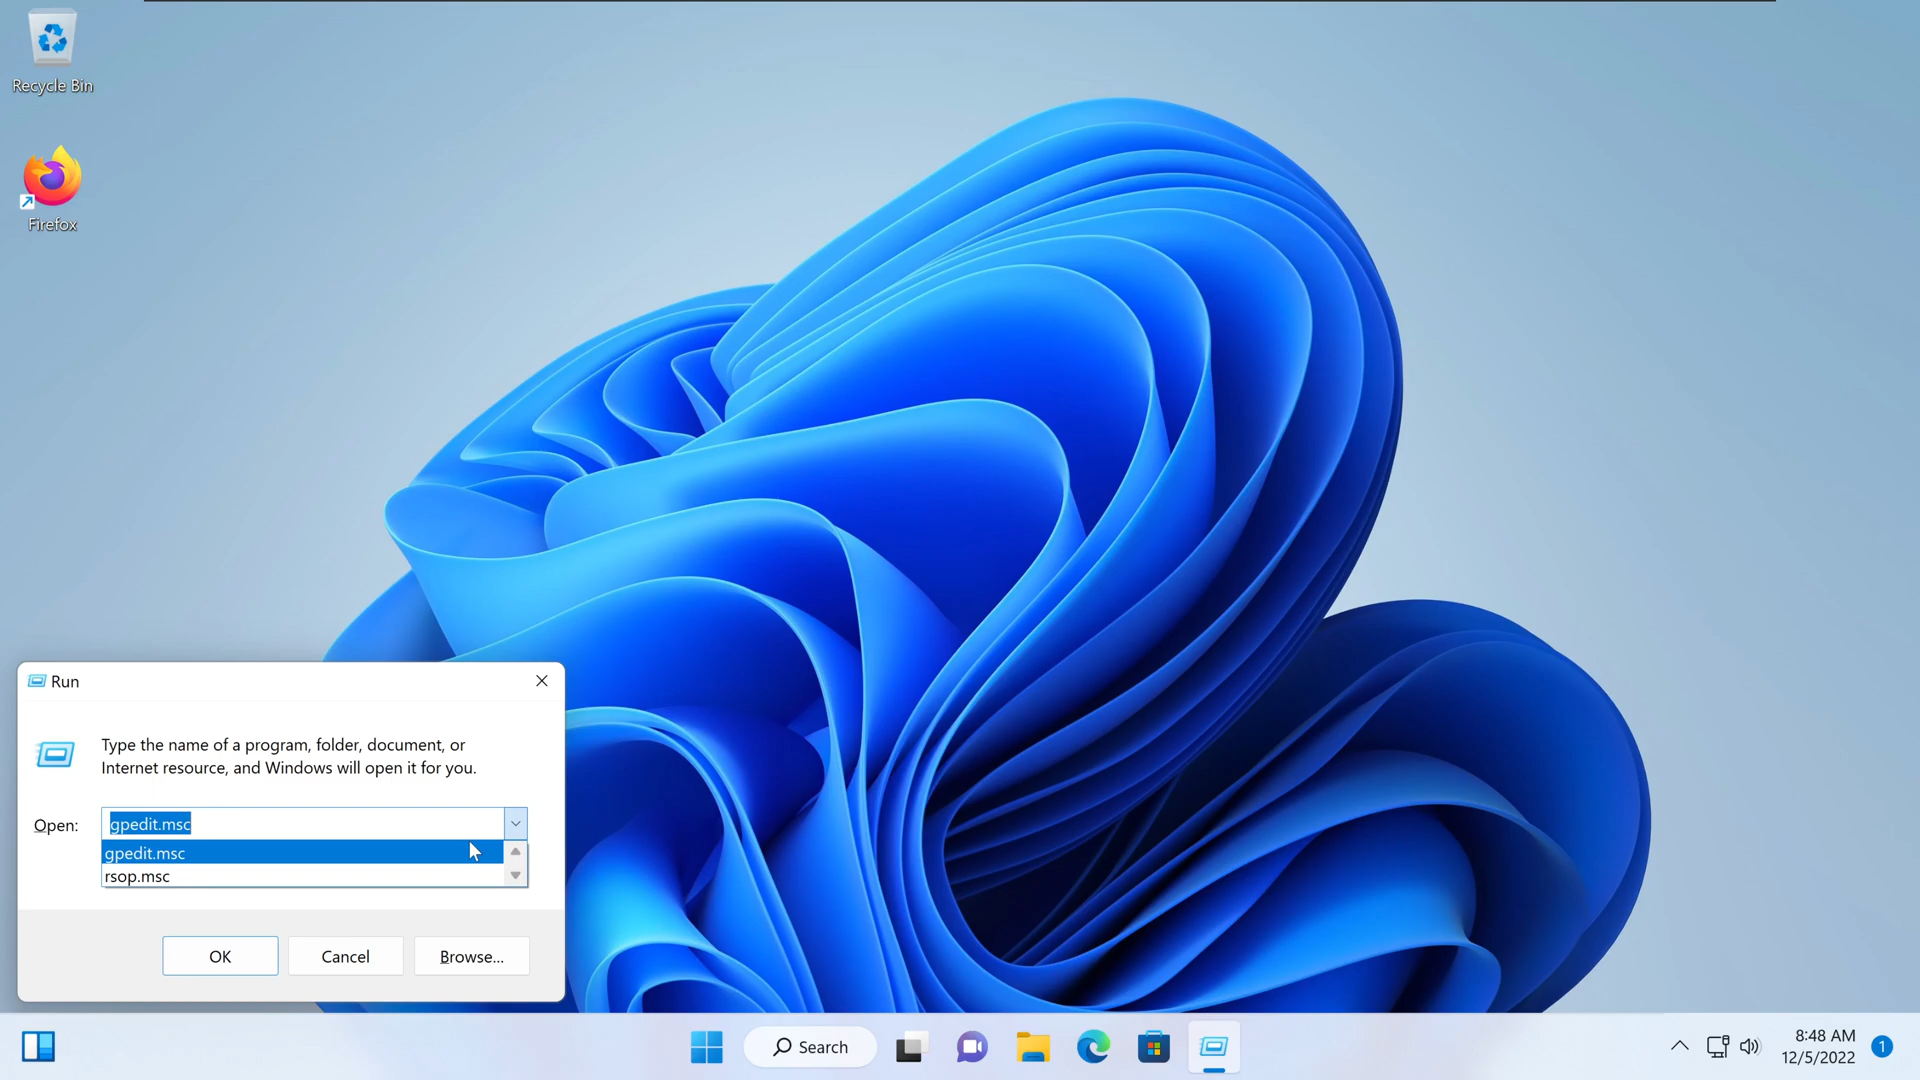 Recycle Bin
Firefox
Run
Type the name of a program, folder, document, or
Internet resource, and Windows will open it for you.
Open:
gpedit.msc
gpedit.msc
rsop.msc
OK
Cancel
Browse...
Search
8:48 AM
12/5/2022
1